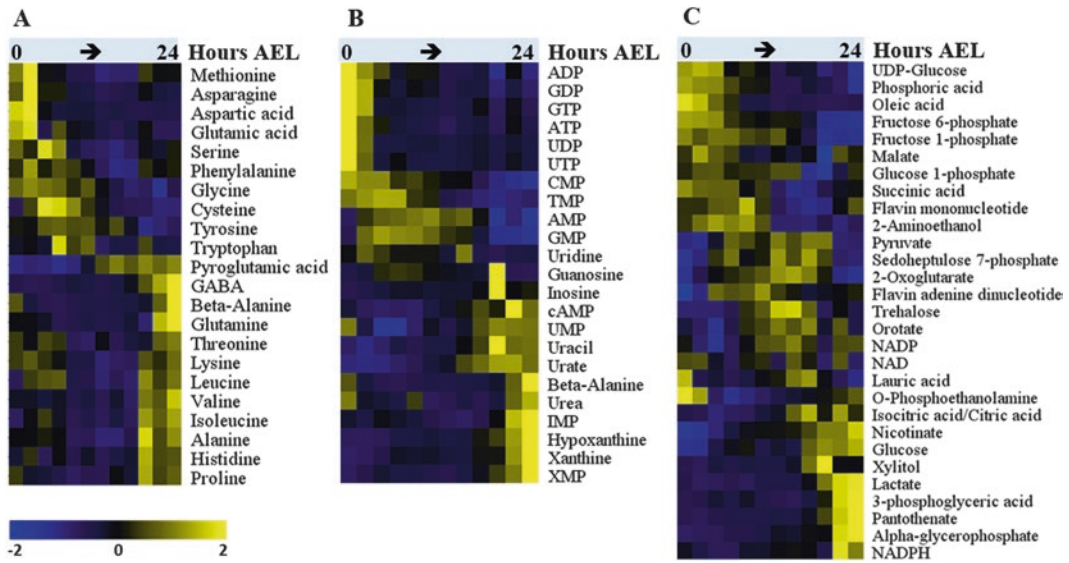 A
0 → 24 Hours AEL
Methionine
Asparagine
Aspartic acid
Glutamic acid
Serine
Phenylalanine
Glycine
Cysteine
Tyrosine
Tryptophan
Pyroglutamic acid
GABA
Beta-Alanine
Glutamine
Threonine
Lysine
Leucine
Valine
Isoleucine
Alanine
Histidine
Proline
-2 0 2
B
0 → 24 Hours AEL
ADP
GDP
GTP
ATP
UDP
UTP
CMP
TMP
AMP
GMP
Uridine
Guanosine
Inosine
cAMP
UMP
Uracil
Urate
Beta-Alanine
Urea
IMP
Hypoxanthine
Xanthine
XMP
C
0 → 24 Hours AEL
UDP-Glucose
Phosphoric acid
Oleic acid
Fructose 6-phosphate
Fructose 1-phosphate
Malate
Glucose 1-phosphate
Succinic acid
Flavin mononucleotide
2-Aminoethanol
Pyruvate
Sedoheptulose 7-phosphate
2-Oxoglutarate
Flavin adenine dinucleotide
Trehalose
Orotate
NADP
NAD
Lauric acid
O-Phosphoethanolamine
Isocitric acid/Citric acid
Nicotinate
Glucose
Xylitol
Lactate
3-phosphoglyceric acid
Pantothenate
Alpha-glycerophosphate
NADPH